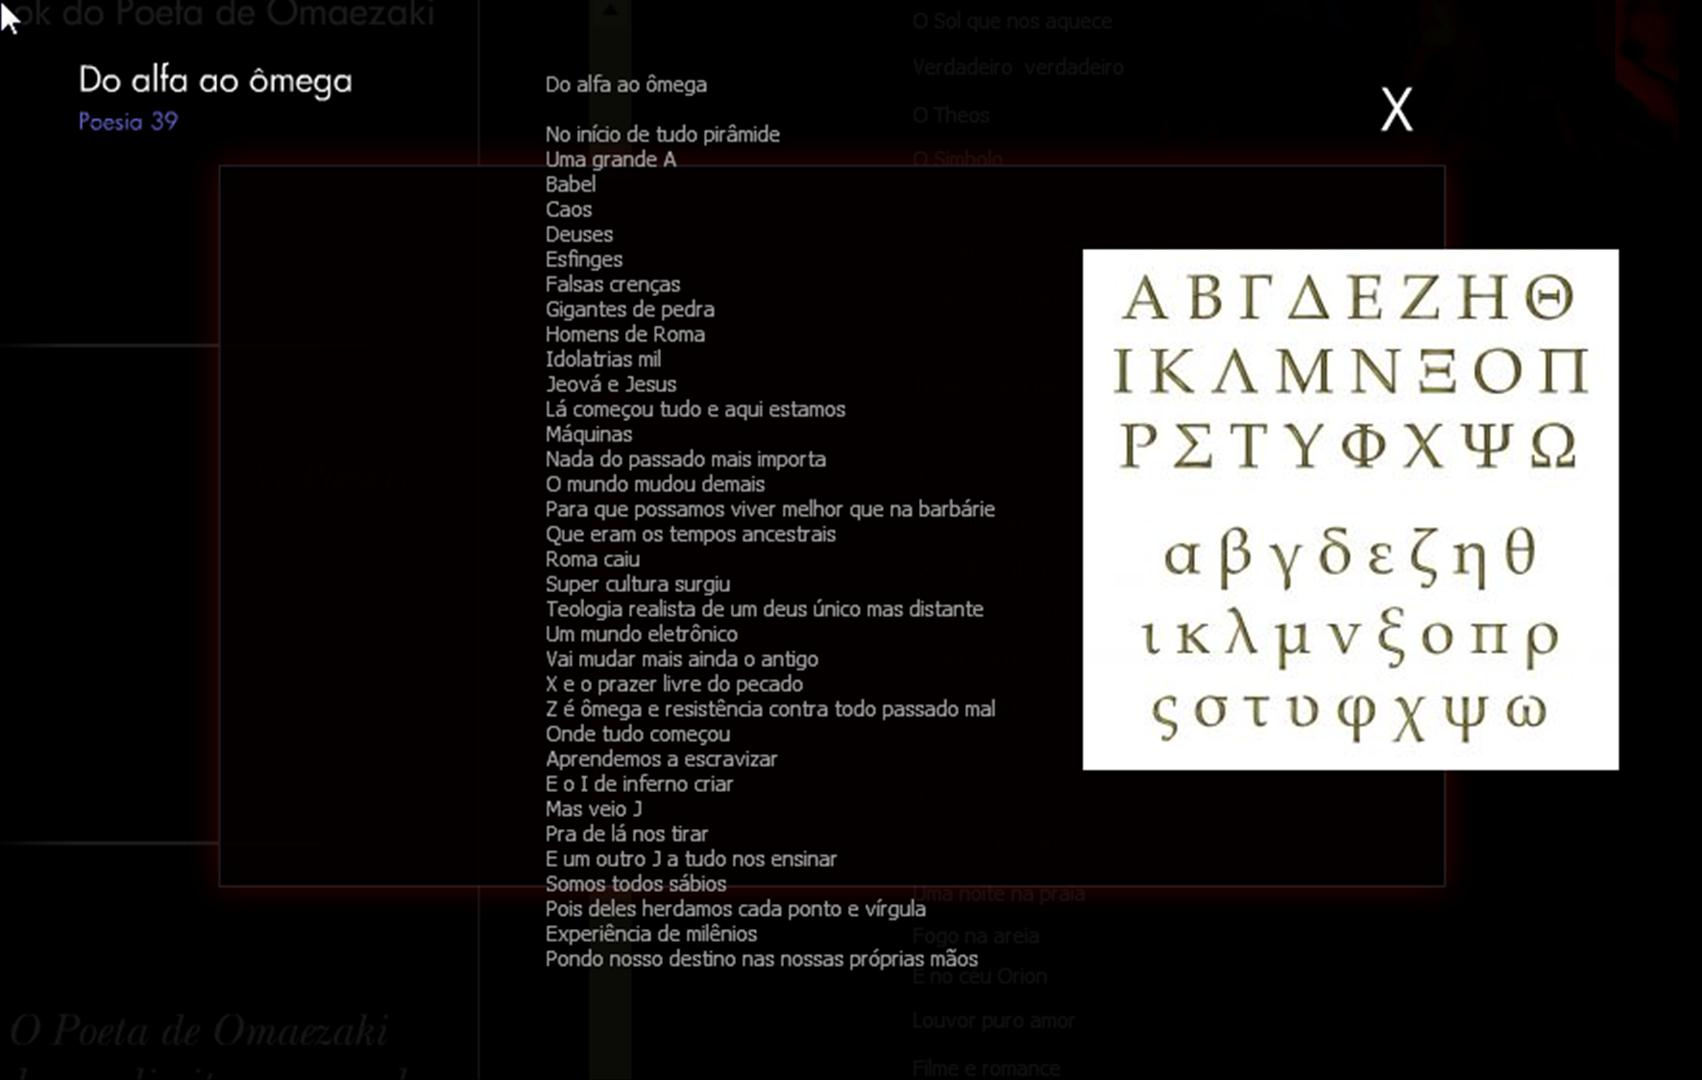 ok do Poeta de Omaezaki
Do alfa ao ômega
Poesia 39
Do alfa ao ômega
No início de tudo pirâmide
Uma grande A
Babel
Caos
Deuses
Esfinges
Falsas crenças
Gigantes de pedra
Homens de Roma
Idolatrias mil
Jeová e Jesus
Lá começou tudo e aqui estamos
Máquinas
Nada do passado mais importa
O mundo mudou demais
Para que possamos viver melhor que na barbárie
Que eram os tempos ancestrais
Roma caiu
Super cultura surgiu
Teologia realista de um deus único mas distante
Um mundo eletrônico
Vai mudar mais ainda o antigo
X e o prazer livre do pecado
Z é ômega e resistência contra todo passado mal
Onde tudo começou
Aprendemos a escravizar
E o I de inferno criar
Mas veio J
Pra de lá nos tirar
E um outro J a tudo nos ensinar
Somos todos sábios
Pois deles herdamos cada ponto e vírgula
Experiência de milênios
Pondo nosso destino nas nossas próprias mãos
O Sol que nos aquece
Verdadeiro verdadeiro
O Theos
O Simbolo
X
Α Β Γ Δ Ε Ζ Η Θ
Ι Κ Λ Μ Ν Ξ Ο Π
Ρ Σ Τ Υ Φ Χ Ψ Ω
α β γ δ ε ζ η θ
ι κ λ μ ν ξ ο π ρ
ς σ τ υ φ χ ψ ω
Uma noite na praia
Fogo na areia
E no céu Orion
Louvor puro amor
Filme e romance
O Poeta de Omaezaki